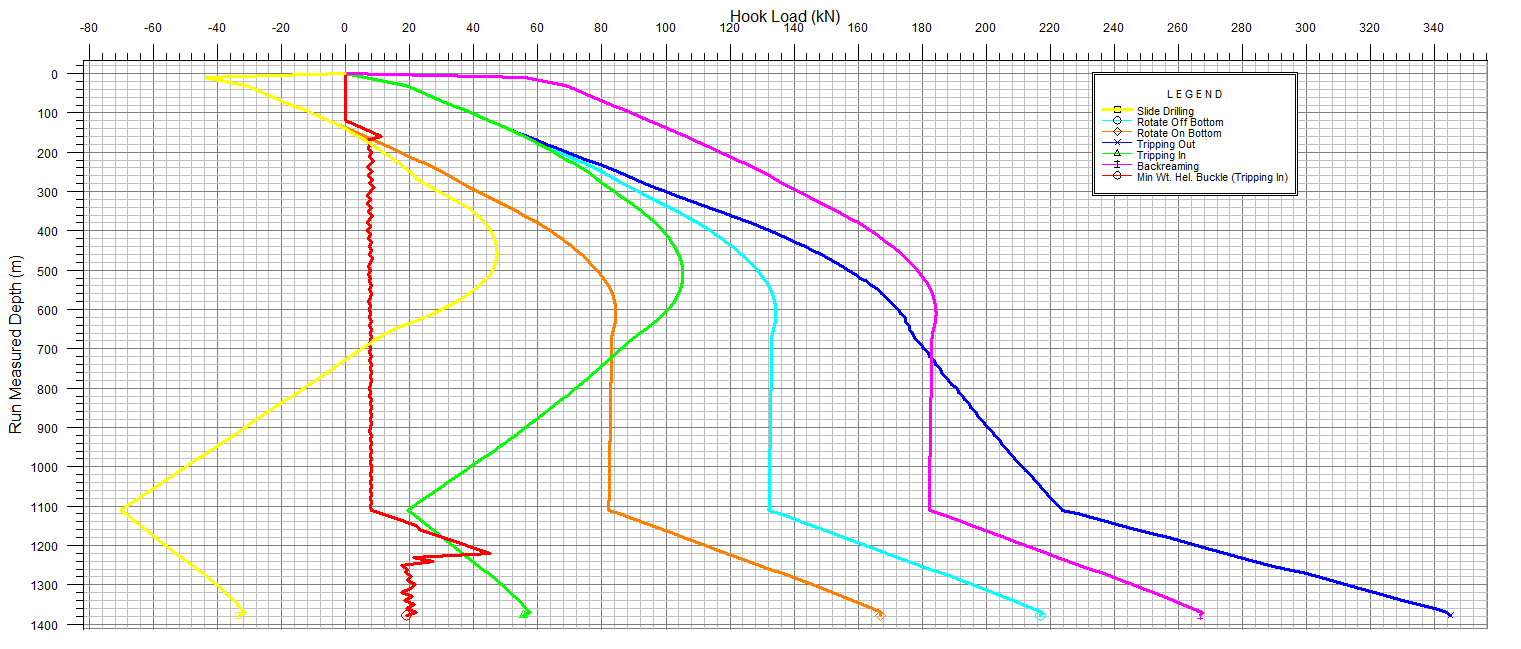 Hook Load (kN)
-80 -60 -40 -20 0 20 40 60 80 100 120 140 160 180 200 220 240 260 280 300 320 340
Run Measured Depth (m)
0
100
200
300
400
500
600
700
800
900
1000
1100
1200
1300
1400
LEGEND
Slide Drilling
Rotate Off Bottom
Rotate On Bottom
Tripping Out
Tripping In
Backreaming
Min Wt. Hel. Buckle (Tripping In)